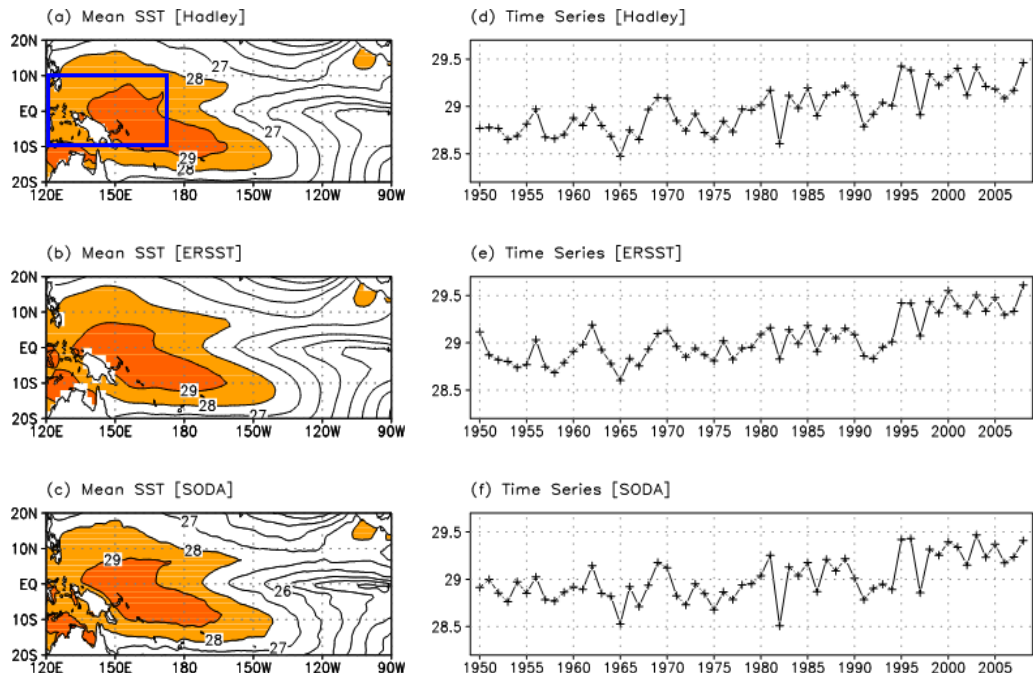 (a) Mean SST [Hadley]
20N
10N
EQ
10S
20S
27
28
27
29
28
120E 150E 180 150W 120W 90W
(d) Time Series [Hadley]
29.5
29
28.5
1950 1955 1960 1965 1970 1975 1980 1985 1990 1995 2000 2005
(b) Mean SST [ERSST]
20N
10N
EQ
10S
20S
28
27
29
28
27
120E 150E 180 150W 120W 90W
(e) Time Series [ERSST]
29.5
29
28.5
1950 1955 1960 1965 1970 1975 1980 1985 1990 1995 2000 2005
(c) Mean SST [SODA]
20N
10N
EQ
10S
20S
27
28
29
26
28
27
120E 150E 180 150W 120W 90W
(f) Time Series [SODA]
29.5
29
28.5
1950 1955 1960 1965 1970 1975 1980 1985 1990 1995 2000 2005